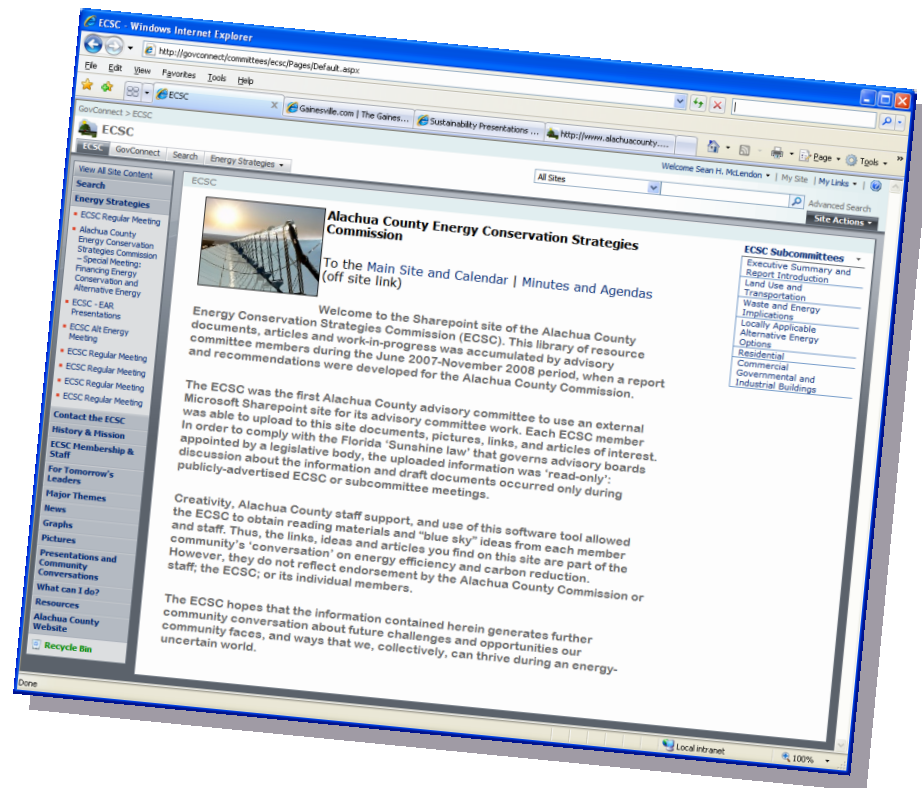 ECSC - Windows Internet Explorer
http://govconnect/committees/ecsc/Pages/Default.aspx
File Edit View Favorites Tools Help
ECSC
Gainesville.com | The Gaines...
Sustainability Presentations ...
http://www.alachuacounty....
Page Tools
GovConnect > ECSC
ECSC
Welcome Sean H. McLendon | My Site | My Links
ECSC GovConnect Search Energy Strategies
All Sites
Advanced Search
Site Actions
View All Site Content
Search
Energy Strategies
ECSC Regular Meeting
Alachua County
Energy Conservation
Strategies Commission
– Special Meeting:
Financing Energy
Conservation and
Alternative Energy
ECSC - EAR
Presentations
ECSC Alt Energy
Meeting
ECSC Regular Meeting
ECSC Regular Meeting
ECSC Regular Meeting
ECSC Regular Meeting
Contact the ECSC
History & Mission
ECSC Membership &
Staff
For Tomorrow's
Leaders
Major Themes
News
Graphs
Pictures
Presentations and
Community
Conversations
What can I do?
Resources
Alachua County
Website
Recycle Bin
ECSC
Alachua County Energy Conservation Strategies
Commission
To the Main Site and Calendar | Minutes and Agendas
(off site link)
Welcome to the Sharepoint site of the Alachua County
Energy Conservation Strategies Commission (ECSC). This library of resource
documents, articles and work-in-progress was accumulated by advisory
committee members during the June 2007-November 2008 period, when a report
and recommendations were developed for the Alachua County Commission.
The ECSC was the first Alachua County advisory committee to use an external
Microsoft Sharepoint site for its advisory committee work. Each ECSC member
was able to upload to this site documents, pictures, links, and articles of interest.
In order to comply with the Florida ‘Sunshine law’ that governs advisory boards
appointed by a legislative body, the uploaded information was ‘read-only’:
discussion about the information and draft documents occurred only during
publicly-advertised ECSC or subcommittee meetings.
Creativity, Alachua County staff support, and use of this software tool allowed
the ECSC to obtain reading materials and "blue sky" ideas from each member
and staff. Thus, the links, ideas and articles you find on this site are part of the
community’s ‘conversation’ on energy efficiency and carbon reduction.
However, they do not reflect endorsement by the Alachua County Commission or
staff; the ECSC; or its individual members.
The ECSC hopes that the information contained herein generates further
community conversation about future challenges and opportunities our
community faces, and ways that we, collectively, can thrive during an energy-
uncertain world.
ECSC Subcommittees
Executive Summary and
Report Introduction
Land Use and
Transportation
Waste and Energy
Implications
Locally Applicable
Alternative Energy
Options
Residential
Commercial
Governmental and
Industrial Buildings
Done
Local intranet
100%